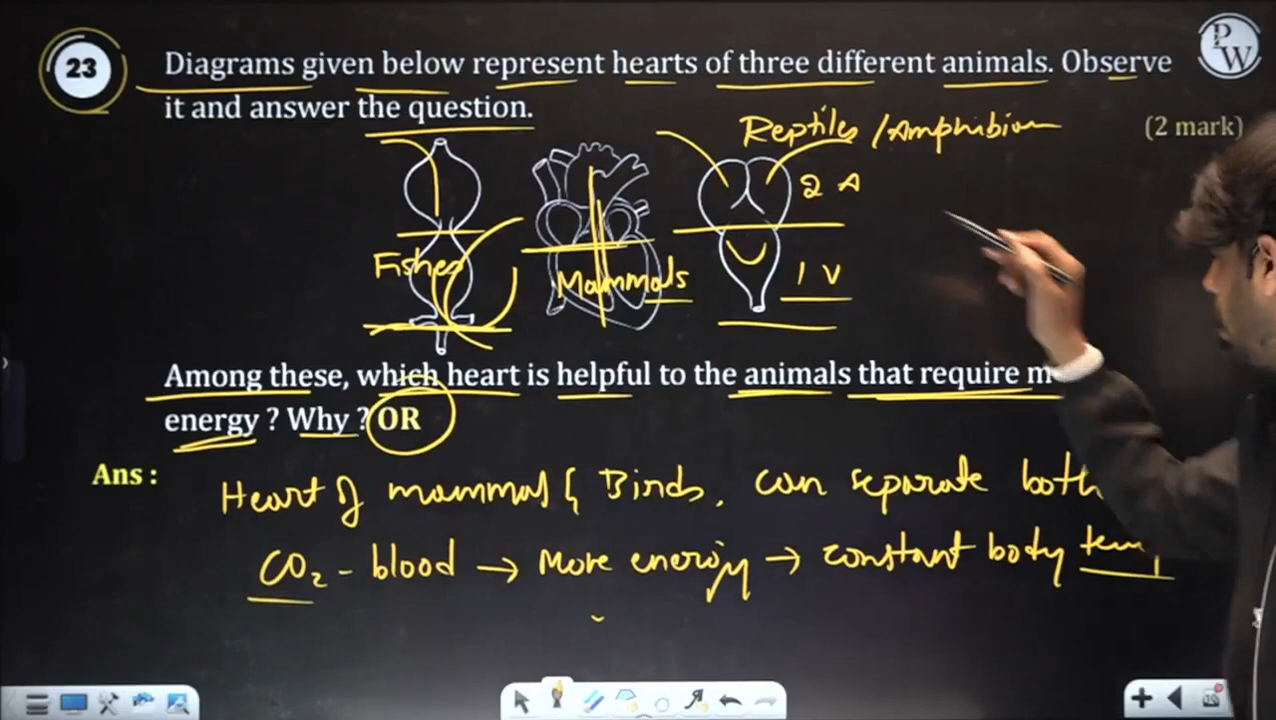 23 Diagrams given below represent hearts of three different animals. Observe
it and answer the question.
(2 mark)
PW
Reptiles / Amphibian
2 A
Fishes
Mammals
1 V
Among these, which heart is helpful to the animals that require
energy ? Why ? OR
Ans :
Heart of mammal & Birds, can separate both
CO₂ - blood → More energy → constant body